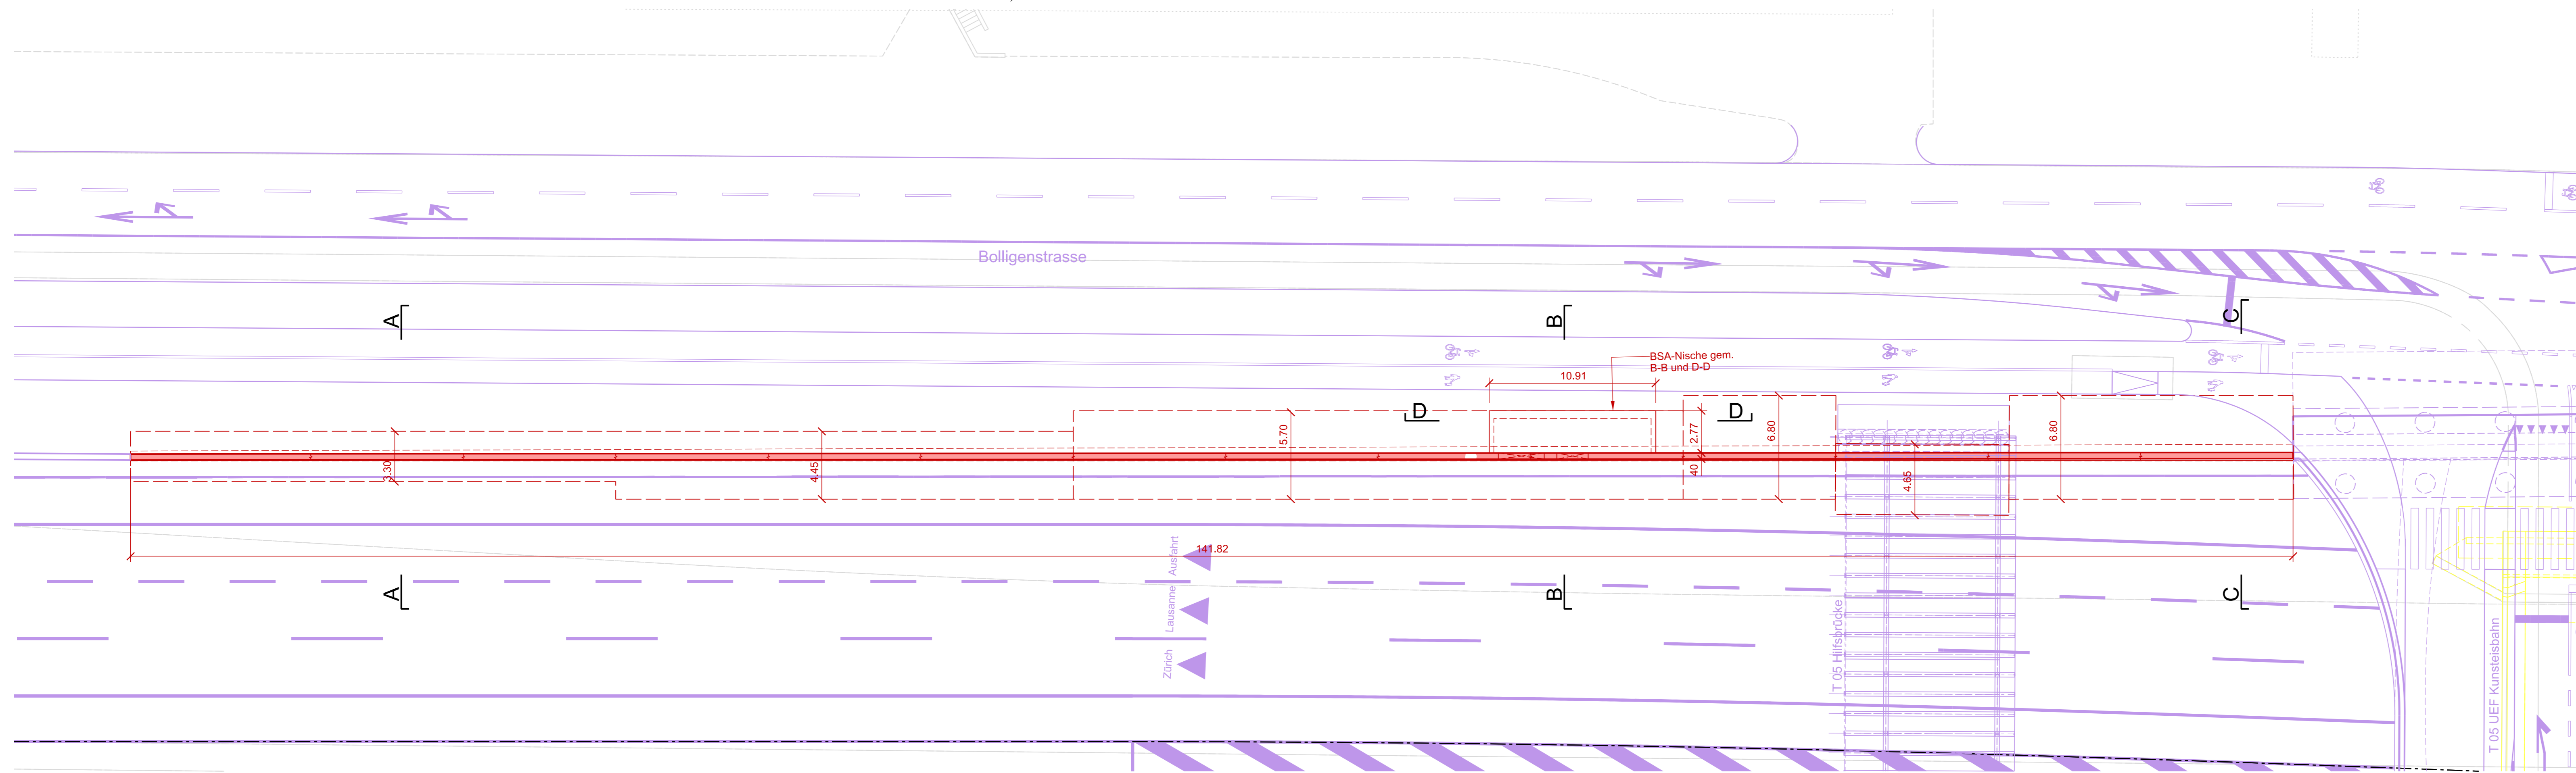 Bolligenstrasse
A
B
C
BSA-Nische gem.
B-B und D-D
10.91
D
D
3.30
4.45
5.70
2.77
40
6.80
4.65
6.80
141.82
A
B
C
Ausfahrt
Lausanne
Zürich
T 05 Hilfsbrücke
T 05 UEF Kunsteisbahn